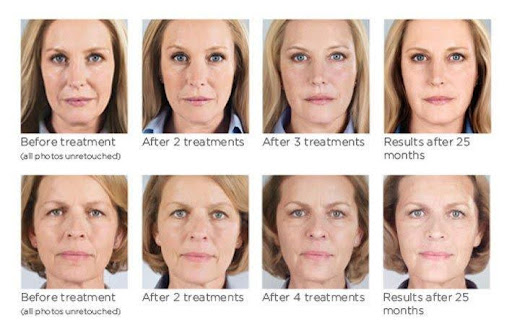 Before treatment
(all photos unretouched)
After 2 treatments
After 3 treatments
Results after 25
months
Before treatment
(all photos unretouched)
After 2 treatments
After 4 treatments
Results after 25
months